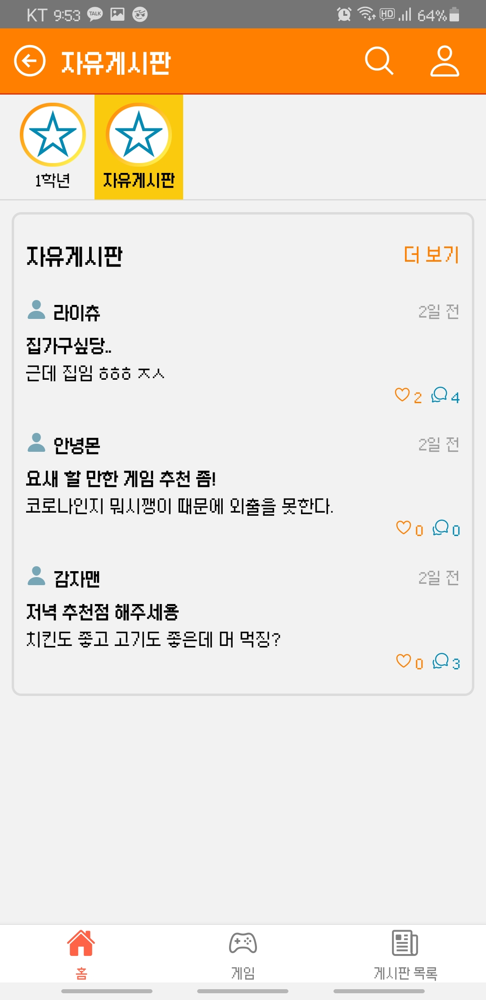 KT 9:53 TALK HD 64%
자유게시판
1학년 자유게시판
자유게시판 더 보기
라이츄 2일 전
집가구싶당..
근데 집임 ㅎㅎㅎ ㅈㅅ
2 4
안녕몬 2일 전
요새 할 만한 게임 추천 쫌!
코로나인지 뭐시깽이 때문에 외출을 못한다.
0 0
감자맨 2일 전
저녁 추천점 해주세용
치킨도 좋고 고기도 좋은데 머 먹징?
0 3
홈 게임 게시판 목록